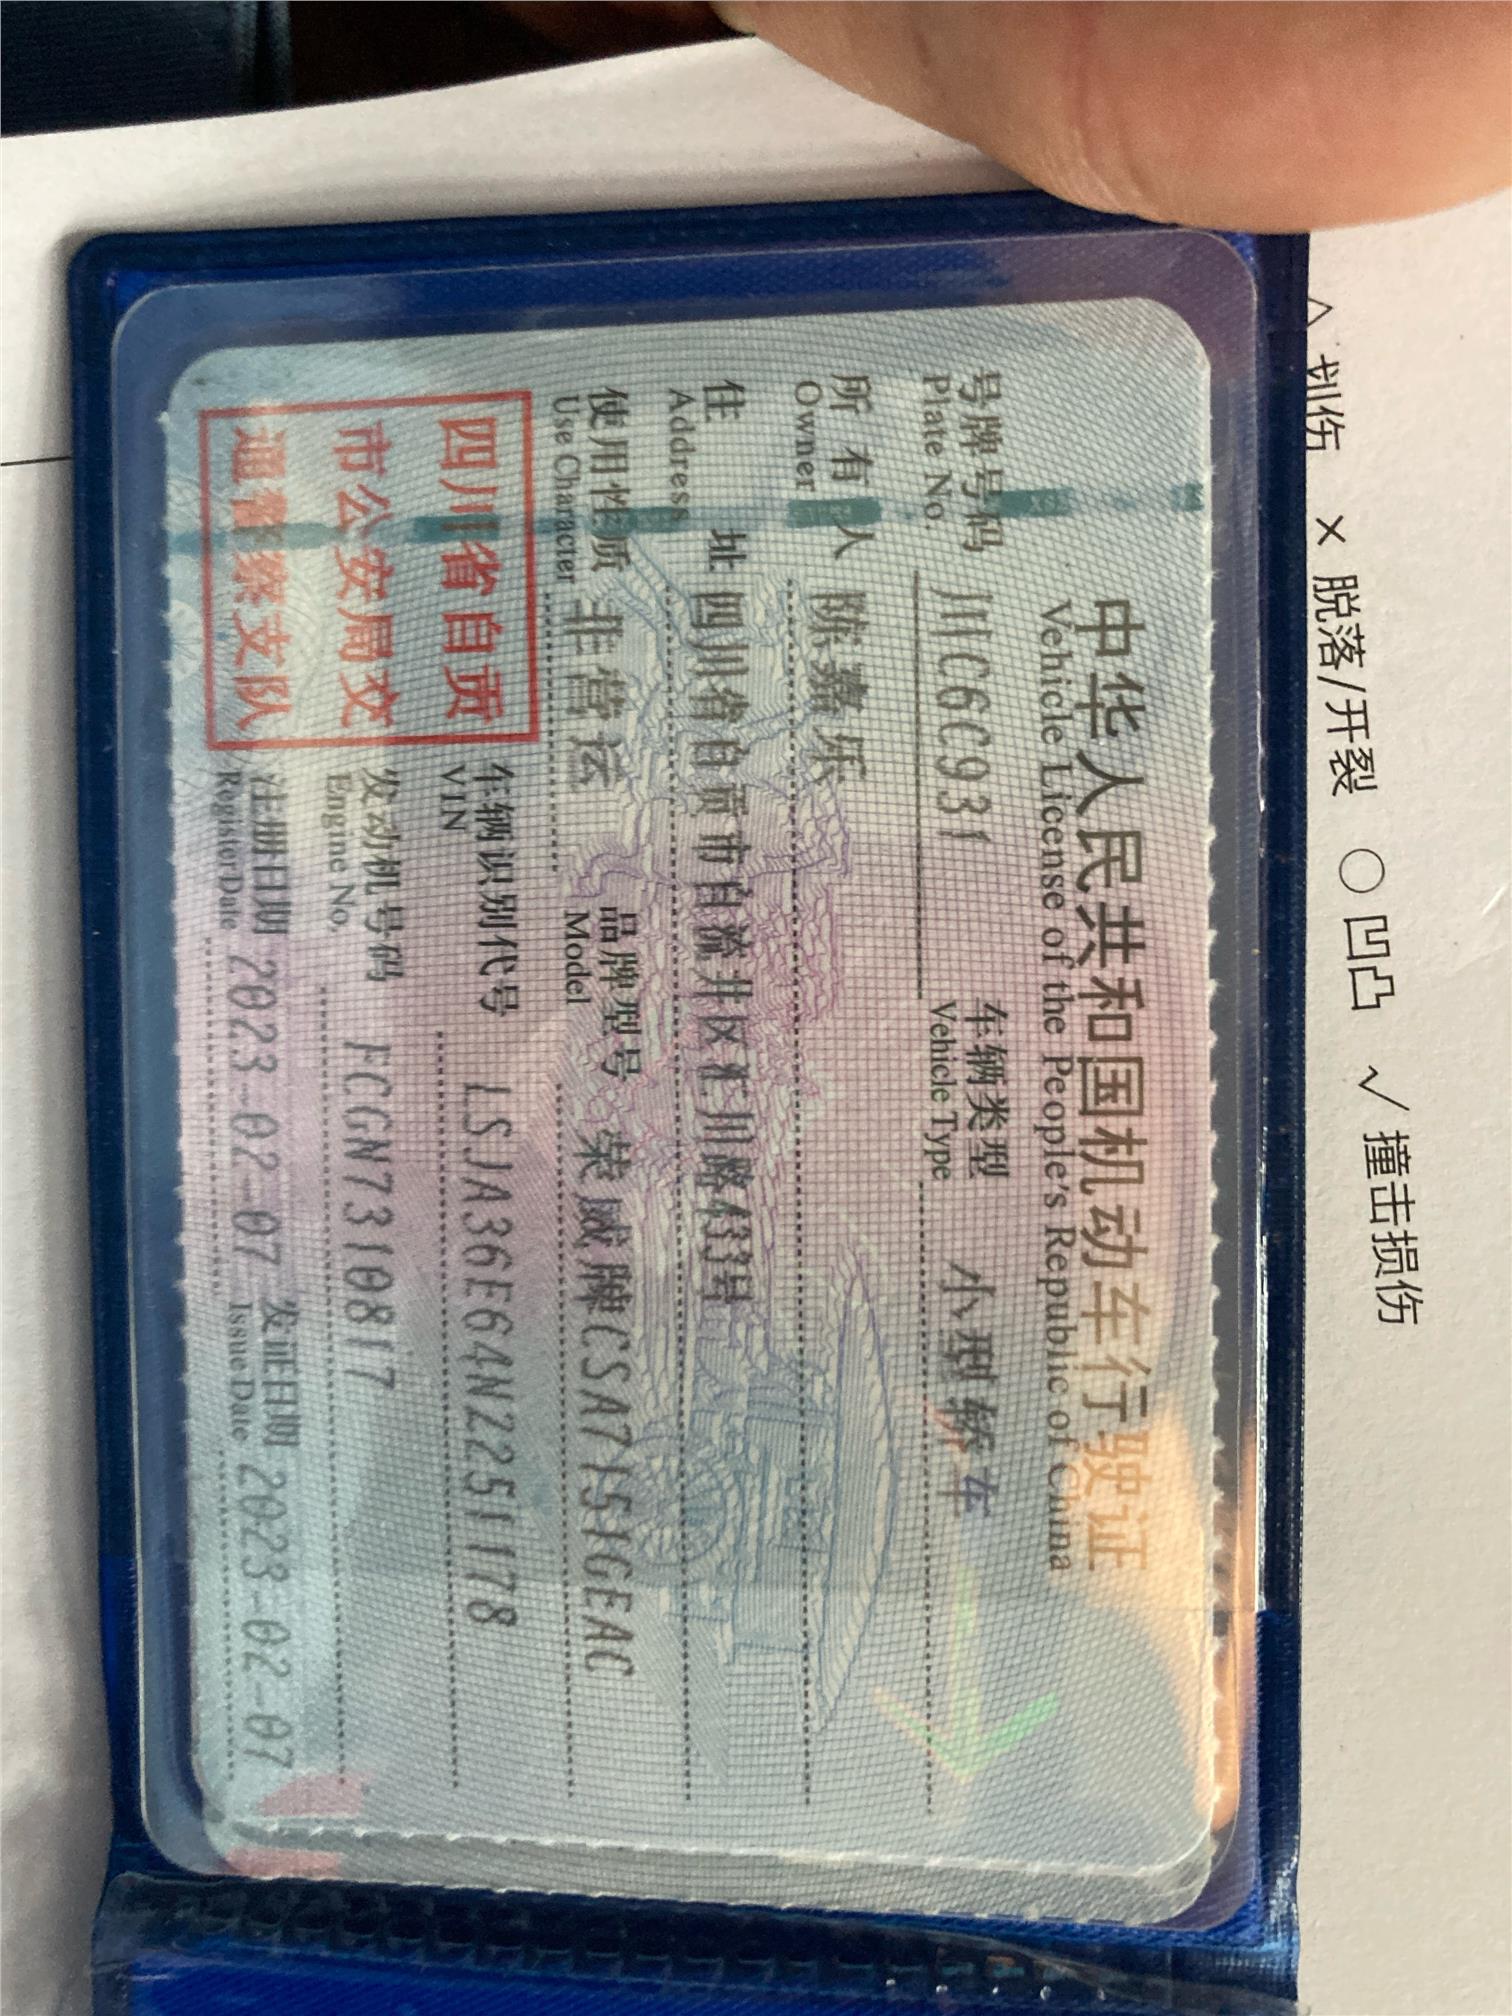 △ 划伤 × 脱落/开裂 ○ 凹凸 √ 撞击损伤
中华人民共和国机动车行驶证
Vehicle License of the People's Republic of China
号牌号码 川C6C931 车辆类型 小型轿车
Plate No. Vehicle Type
所有人 陈嘉乐
Owner
住址 四川省自贡市自流井区汇川路433号
Address
使用性质 非营运 品牌型号 荣威牌CSA7151GEAC
Use Character Model
四川省自贡市公安局交通警察支队
车辆识别代号 LSJA36E64N2251178
VIN
发动机号码 FCGN7310817
Engine No.
注册日期 2023-02-07 发证日期 2023-02-07
Register Date Issue Date